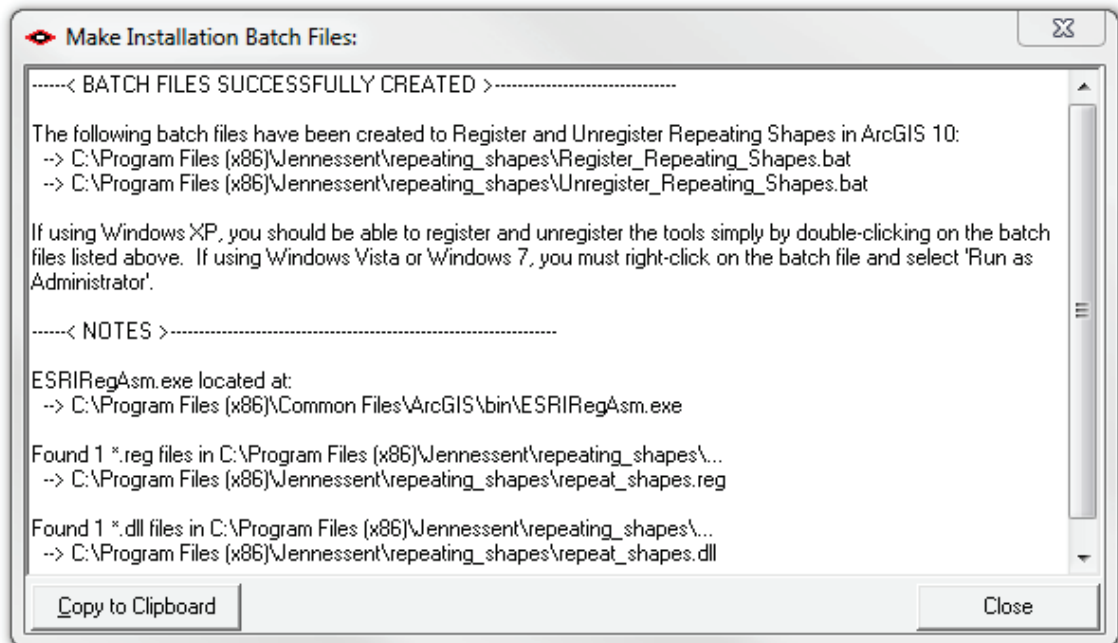 Make Installation Batch Files:
------< BATCH FILES SUCCESSFULLY CREATED >--------------------------------
The following batch files have been created to Register and Unregister Repeating Shapes in ArcGIS 10:
--> C:\Program Files (x86)\Jennessent\repeating_shapes\Register_Repeating_Shapes.bat
--> C:\Program Files (x86)\Jennessent\repeating_shapes\Unregister_Repeating_Shapes.bat
If using Windows XP, you should be able to register and unregister the tools simply by double-clicking on the batch
files listed above.  If using Windows Vista or Windows 7, you must right-click on the batch file and select 'Run as
Administrator'.
------< NOTES >--------------------------------------------------------------------
ESRIRegAsm.exe located at:
--> C:\Program Files (x86)\Common Files\ArcGIS\bin\ESRIRegAsm.exe
Found 1 *.reg files in C:\Program Files (x86)\Jennessent\repeating_shapes\...
--> C:\Program Files (x86)\Jennessent\repeating_shapes\repeat_shapes.reg
Found 1 *.dll files in C:\Program Files (x86)\Jennessent\repeating_shapes\...
--> C:\Program Files (x86)\Jennessent\repeating_shapes\repeat_shapes.dll
Copy to Clipboard
Close